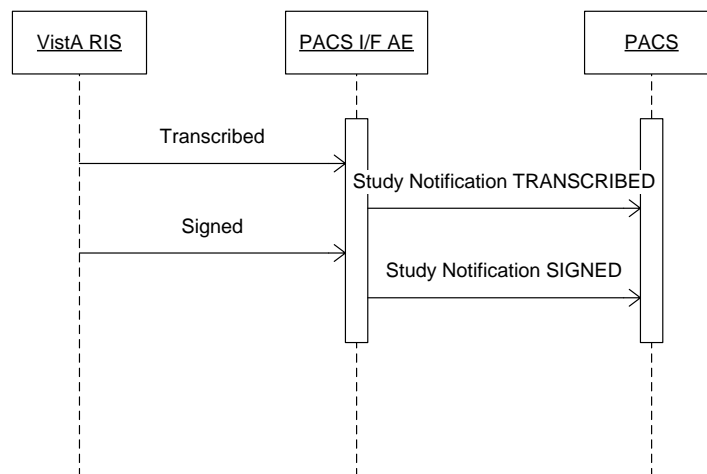 VistA RIS
PACS I/F AE
PACS
Transcribed
Study Notification TRANSCRIBED
Signed
Study Notification SIGNED